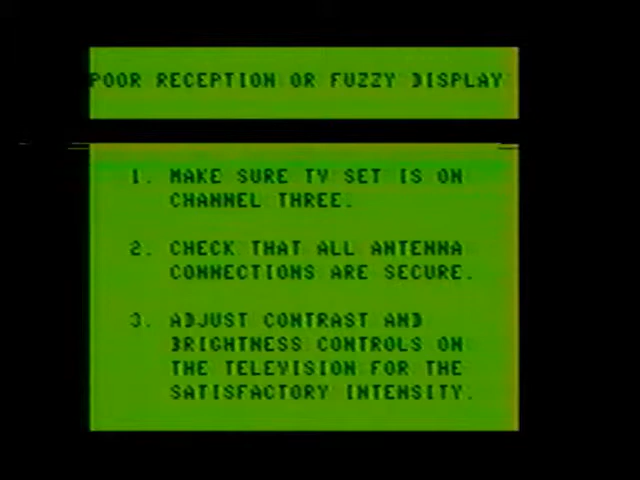 POOR RECEPTION OR FUZZY DISPLAY
1. MAKE SURE TV SET IS ON
CHANNEL THREE.
2. CHECK THAT ALL ANTENNA
CONNECTIONS ARE SECURE.
3. ADJUST CONTRAST AND
BRIGHTNESS CONTROLS ON
THE TELEVISION FOR THE
SATISFACTORY INTENSITY.